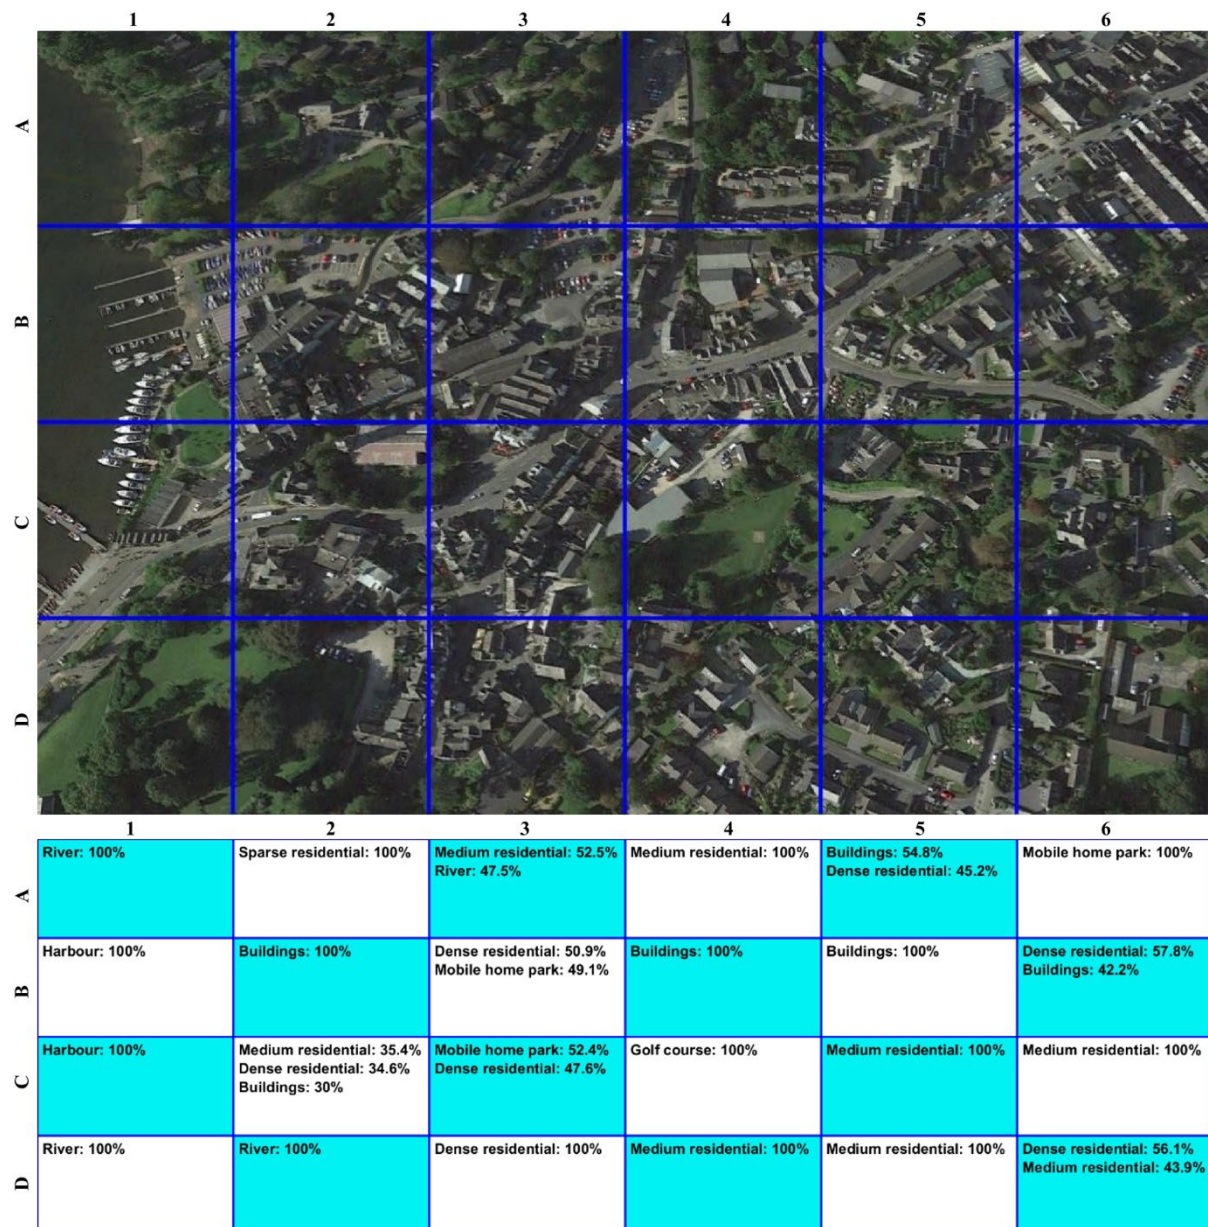 1 2 3 4 5 6
A
B
C
D
1 2 3 4 5 6
A
River: 100%
Sparse residential: 100%
Medium residential: 52.5%
River: 47.5%
Medium residential: 100%
Buildings: 54.8%
Dense residential: 45.2%
Mobile home park: 100%
B
Harbour: 100%
Buildings: 100%
Dense residential: 50.9%
Mobile home park: 49.1%
Buildings: 100%
Buildings: 100%
Dense residential: 57.8%
Buildings: 42.2%
C
Harbour: 100%
Medium residential: 35.4%
Dense residential: 34.6%
Buildings: 30%
Mobile home park: 52.4%
Dense residential: 47.6%
Golf course: 100%
Medium residential: 100%
Medium residential: 100%
D
River: 100%
River: 100%
Dense residential: 100%
Medium residential: 100%
Medium residential: 100%
Dense residential: 56.1%
Medium residential: 43.9%